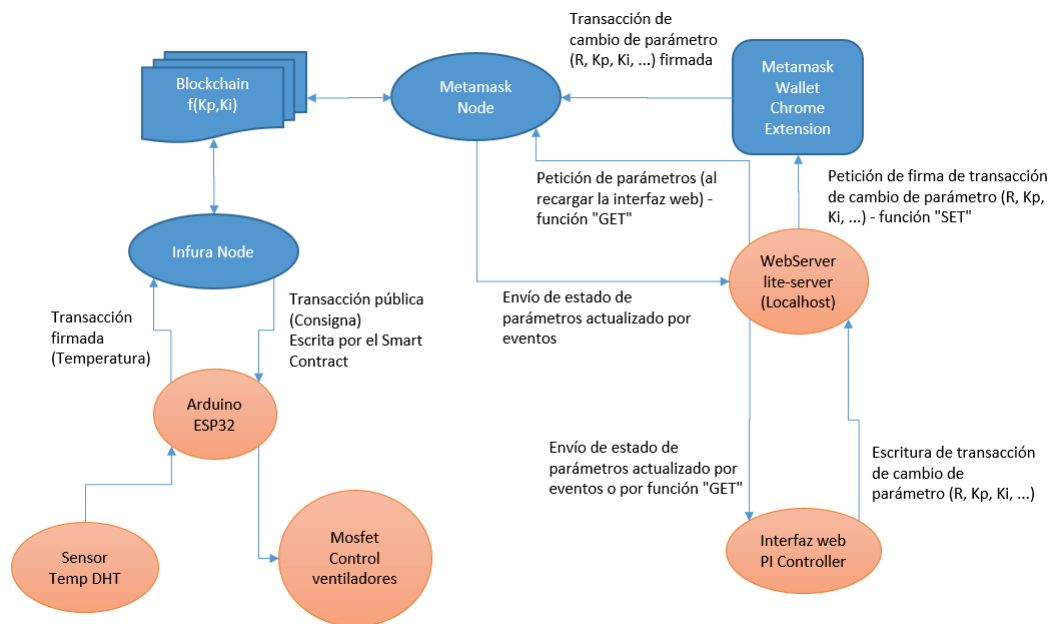 Transacción de
cambio de parámetro
(R, Kp, Ki, ...) firmada
Blockchain
f(Kp,Ki)
Metamask
Node
Metamask
Wallet
Chrome
Extension
Petición de parámetros (al
recargar la interfaz web) -
función "GET"
Petición de firma de transacción
de cambio de parámetro (R, Kp,
Ki, ...) - función "SET"
Infura Node
WebServer
lite-server
(Localhost)
Transacción
firmada
(Temperatura)
Transacción pública
(Consigna)
Escrita por el Smart
Contract
Envío de estado de
parámetros actualizado por
eventos
Arduino
ESP32
Envío de estado de
parámetros actualizado por
eventos o por función "GET"
Escritura de transacción
de cambio de
parámetro (R, Kp, Ki, ...)
Sensor
Temp DHT
Mosfet
Control
ventiladores
Interfaz web
PI Controller